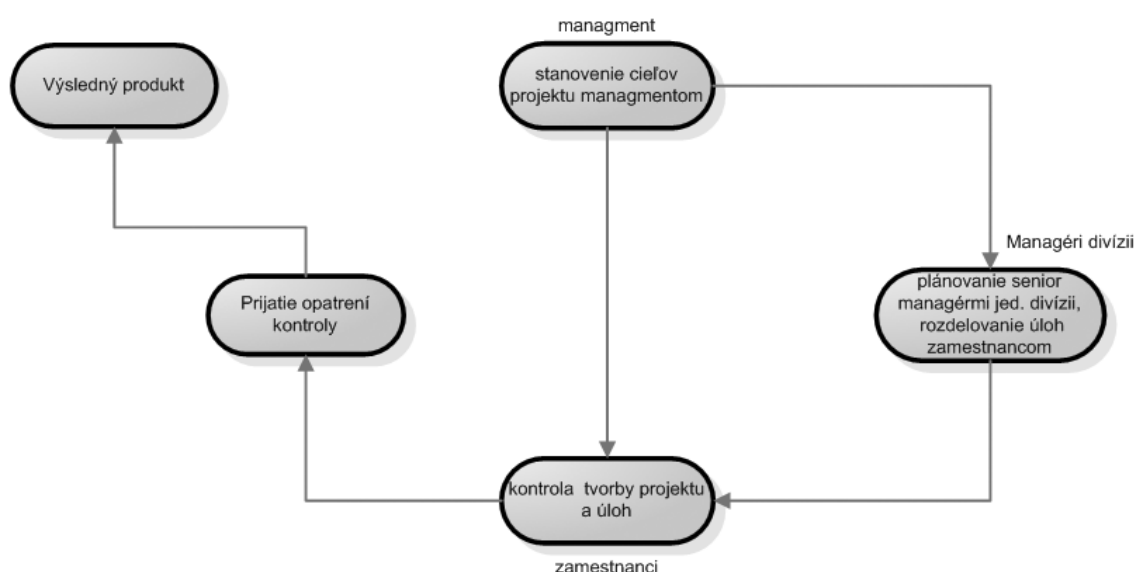 managment
Výsledný produkt
stanovenie cieľov
projektu managmentom
Managéri divízii
plánovanie senior
managérmi jed. divízii,
rozdelovanie úloh
zamestnancom
Prijatie opatrení
kontroly
kontrola tvorby projektu
a úloh
zamestnanci